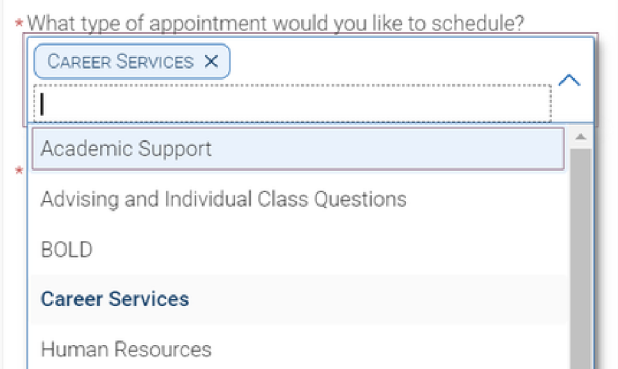 * What type of appointment would you like to schedule?
CAREER SERVICES ×
Academic Support
*
Advising and Individual Class Questions
BOLD
Career Services
Human Resources